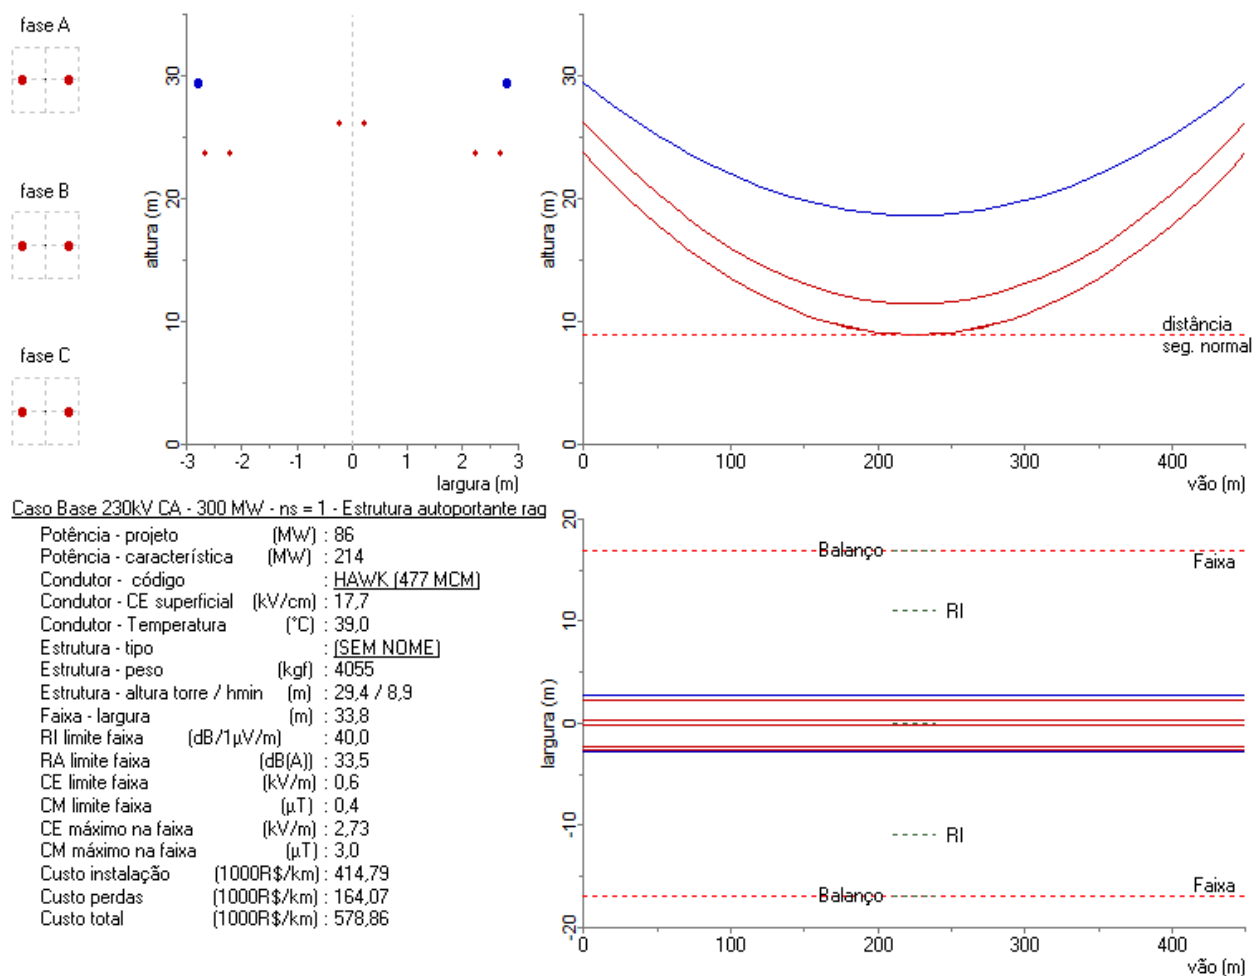 fase A
fase B
fase C
altura (m)
30
20
10
0
-3 -2 -1 0 1 2 3
largura (m)
altura (m)
30
20
10
0
distância
seg. normal
0 100 200 300 400
vão (m)
Caso Base 230kV CA - 300 MW - ns = 1 - Estrutura autoportante raq
Potência - projeto (MW) : 86
Potência - característica (MW) : 214
Condutor - código : HAWK (477 MCM)
Condutor - CE superficial (kV/cm) : 17,7
Condutor - Temperatura (°C) : 39,0
Estrutura - tipo : (SEM NOME)
Estrutura - peso (kgf) : 4055
Estrutura - altura torre / hmin (m) : 29,4 / 8,9
Faixa - largura (m) : 33,8
RI limite faixa (dB/1µV/m) : 40,0
RA limite faixa (dB(A)) : 33,5
CE limite faixa (kV/m) : 0,6
CM limite faixa (µT) : 0,4
CE máximo na faixa (kV/m) : 2,73
CM máximo na faixa (µT) : 3,0
Custo instalação (1000R$/km) : 414,79
Custo perdas (1000R$/km) : 164,07
Custo total (1000R$/km) : 578,86
largura (m)
20
10
0
-10
-20
Balanço
Faixa
RI
RI
Faixa
Balanço
0 100 200 300 400
vão (m)